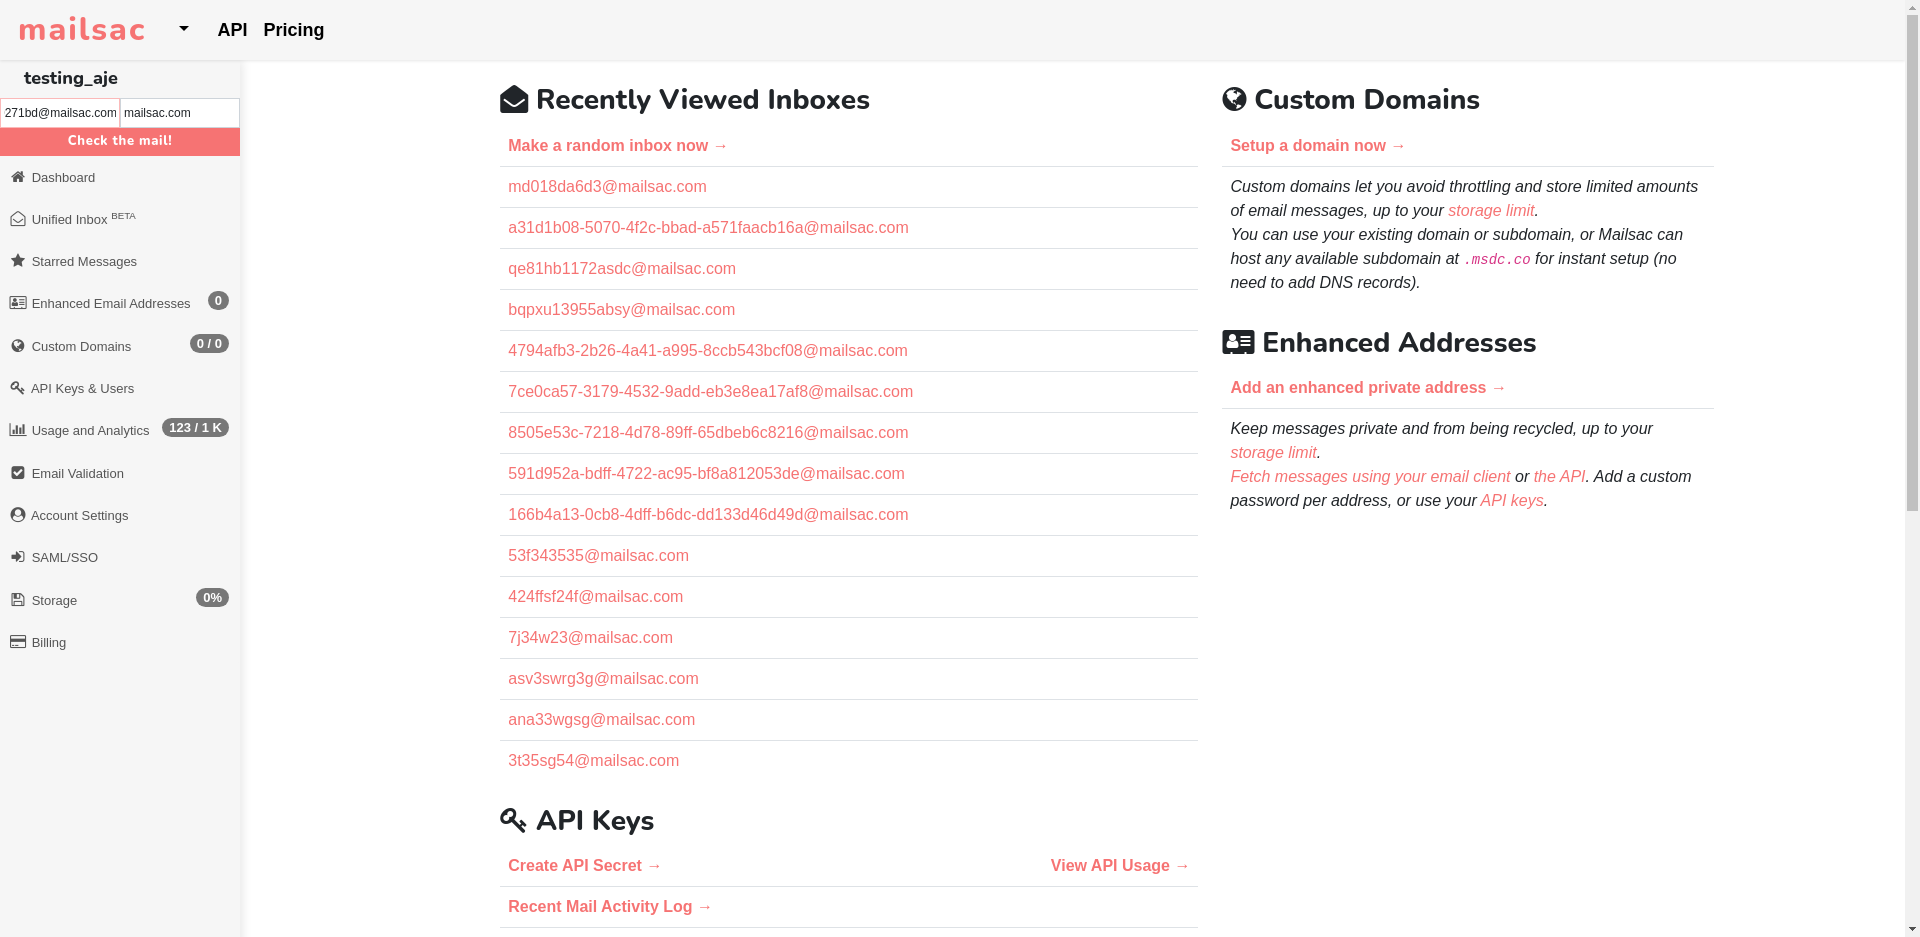 mailsac
API
Pricing
testing_aje
271bd@mailsac.com
mailsac.com
Check the mail!
Dashboard
Unified Inbox BETA
Starred Messages
Enhanced Email Addresses 0
Custom Domains 0 / 0
API Keys & Users
Usage and Analytics 123 / 1 K
Email Validation
Account Settings
SAML/SSO
Storage 0%
Billing
Recently Viewed Inboxes
Make a random inbox now →
md018da6d3@mailsac.com
a31d1b08-5070-4f2c-bbad-a571faacb16a@mailsac.com
qe81hb1172asdc@mailsac.com
bqpxu13955absy@mailsac.com
4794afb3-2b26-4a41-a995-8ccb543bcf08@mailsac.com
7ce0ca57-3179-4532-9add-eb3e8ea17af8@mailsac.com
8505e53c-7218-4d78-89ff-65dbeb6c8216@mailsac.com
591d952a-bdff-4722-ac95-bf8a812053de@mailsac.com
166b4a13-0cb8-4dff-b6dc-dd133d46d49d@mailsac.com
53f343535@mailsac.com
424ffsf24f@mailsac.com
7j34w23@mailsac.com
asv3swrg3g@mailsac.com
ana33wgsg@mailsac.com
3t35sg54@mailsac.com
API Keys
Create API Secret →
View API Usage →
Recent Mail Activity Log →
Custom Domains
Setup a domain now →
Custom domains let you avoid throttling and store limited amounts
of email messages, up to your storage limit.
You can use your existing domain or subdomain, or Mailsac can
host any available subdomain at .msdc.co for instant setup (no
need to add DNS records).
Enhanced Addresses
Add an enhanced private address →
Keep messages private and from being recycled, up to your
storage limit.
Fetch messages using your email client or the API. Add a custom
password per address, or use your API keys.